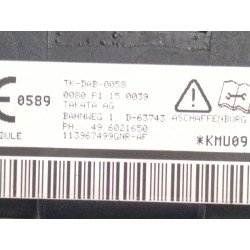 TK-DAB-0058
0080 P1 15 0039
TAKATA AG
BAHNWEG 1 D-63743 ASCHAFFENBURG
PH. 49 6021650
113967499GNR-AF
CE 0589
DULE
*KMU09